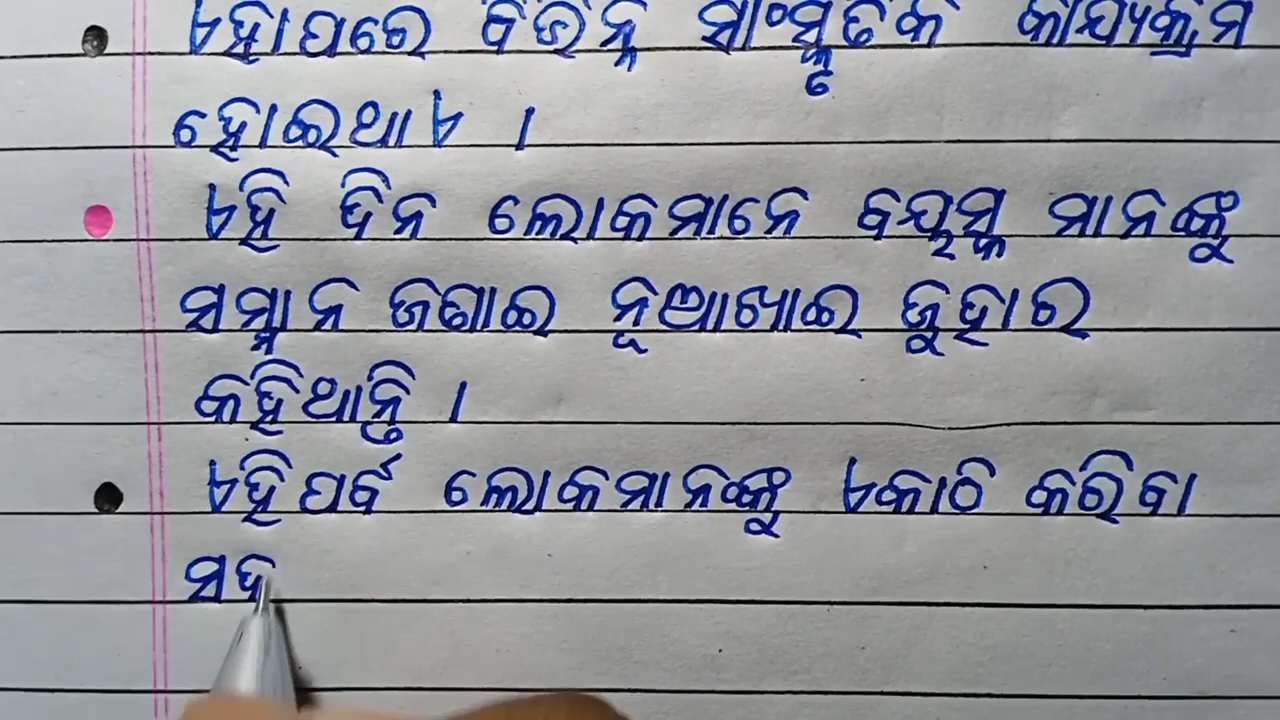 ଏହାପରେ ବିଭିନ୍ନ ସାଂସ୍କୃତିକ କାର୍ଯ୍ୟକ୍ରମ
ହୋଇଥାଏ ।
ଏହି ଦିନ ଲୋକମାନେ ବୟସ୍କ ମାନଙ୍କୁ
ସମ୍ମାନ ଜଣାଇ ନୂଆଖାଇ ଜୁହାର
କହିଥାନ୍ତି ।
ଏହିପର୍ବ ଲୋକମାନଙ୍କୁ ଏକାଠି କରିବା
ସହ